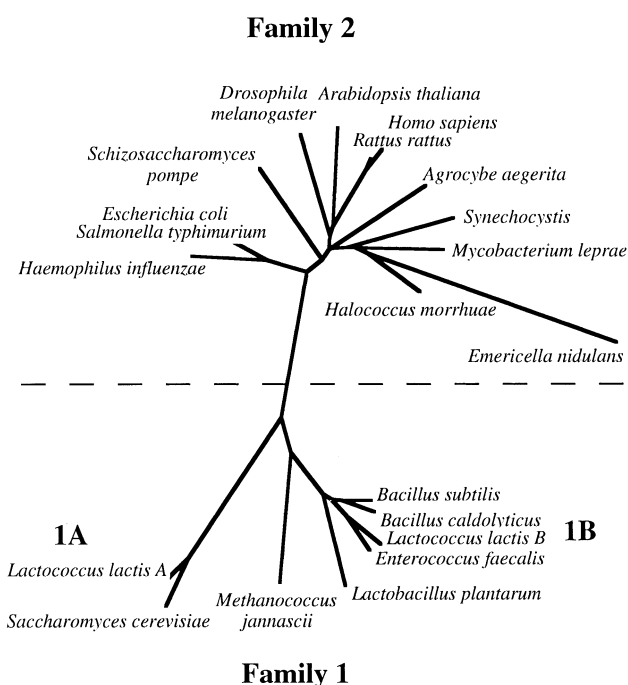 Family 2
Drosophila
melanogaster
Arabidopsis thaliana
Homo sapiens
Rattus rattus
Schizosaccharomyces
pompe
Agrocybe aegerita
Escherichia coli
Salmonella typhimurium
Synechocystis
Haemophilus influenzae
Mycobacterium leprae
Halococcus morrhuae
Emericella nidulans
Bacillus subtilis
Bacillus caldolyticus
1A
1B
Lactococcus lactis B
Enterococcus faecalis
Lactococcus lactis A
Methanococcus
jannascii
Lactobacillus plantarum
Saccharomyces cerevisiae
Family 1